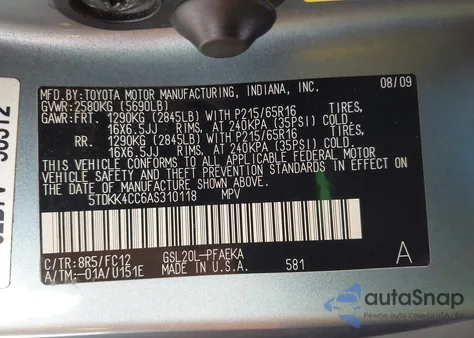 MFD.BY:TOYOTA MOTOR MANUFACTURING, INDIANA, INC. 08/09
GVWR:2580KG (5690LB)
GAWR:FRT. 1290KG (2845LB) WITH P215/65R16 TIRES,
16X6.5JJ RIMS, AT 240KPA (35PSI) COLD.
RR. 1290KG (2845LB) WITH P215/65R16 TIRES,
16X6.5JJ RIMS, AT 240KPA (35PSI) COLD.
THIS VEHICLE CONFORMS TO ALL APPLICABLE FEDERAL MOTOR
VEHICLE SAFETY AND THEFT PREVENTION STANDARDS IN EFFECT
ON THE DATE OF MANUFACTURE SHOWN ABOVE.
5TDKK4CC6AS310118 MPV
C/TR:8R5/FC12 GSL20L-PFAEKA
A/TM:-01A/U151E MADE IN U.S.A. 581 A
autoSnap